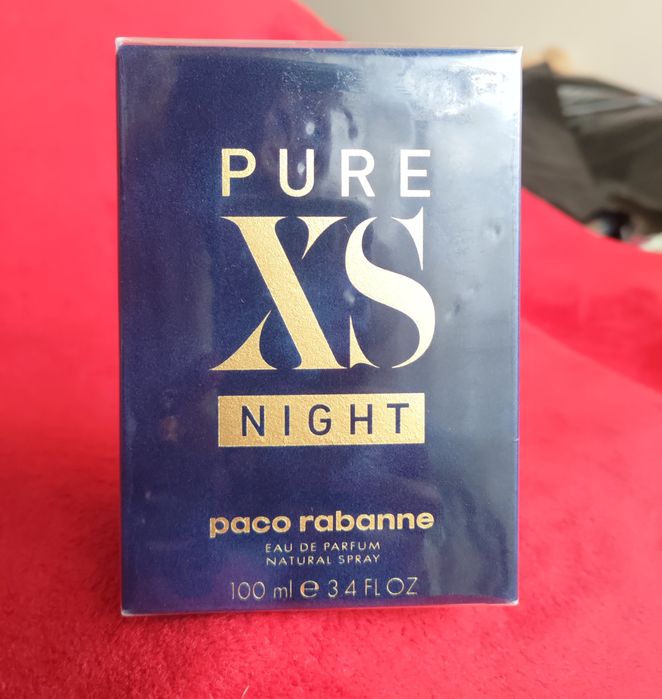 PURE
XS
NIGHT
paco rabanne
EAU DE PARFUM
NATURAL SPRAY
100 ml e 3.4 FL OZ